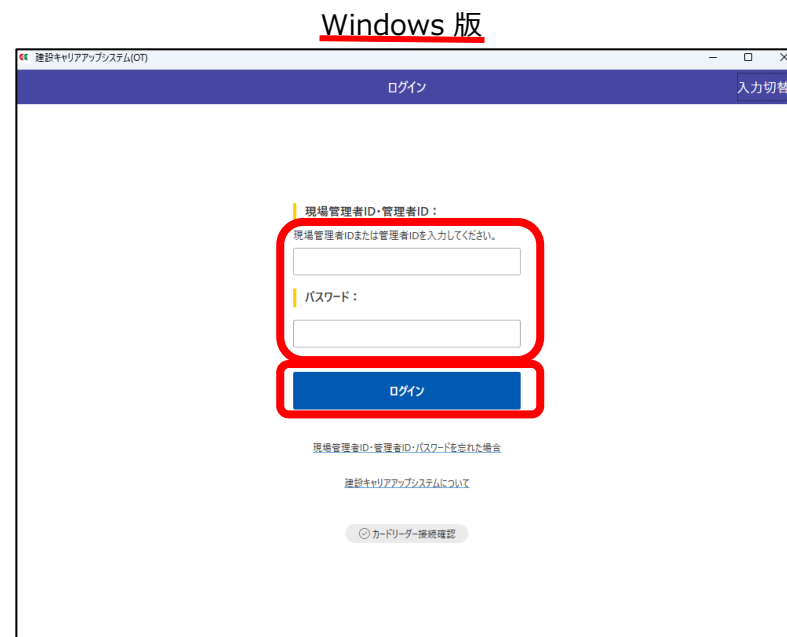 Windows 版
建設キャリアアップシステム(OT)
ログイン
入力切替
現場管理者ID・管理者ID：
現場管理者IDまたは管理者IDを入力してください。
パスワード：
ログイン
現場管理者ID・管理者ID・パスワードを忘れた場合
建設キャリアアップシステムについて
カードリーダー接続確認